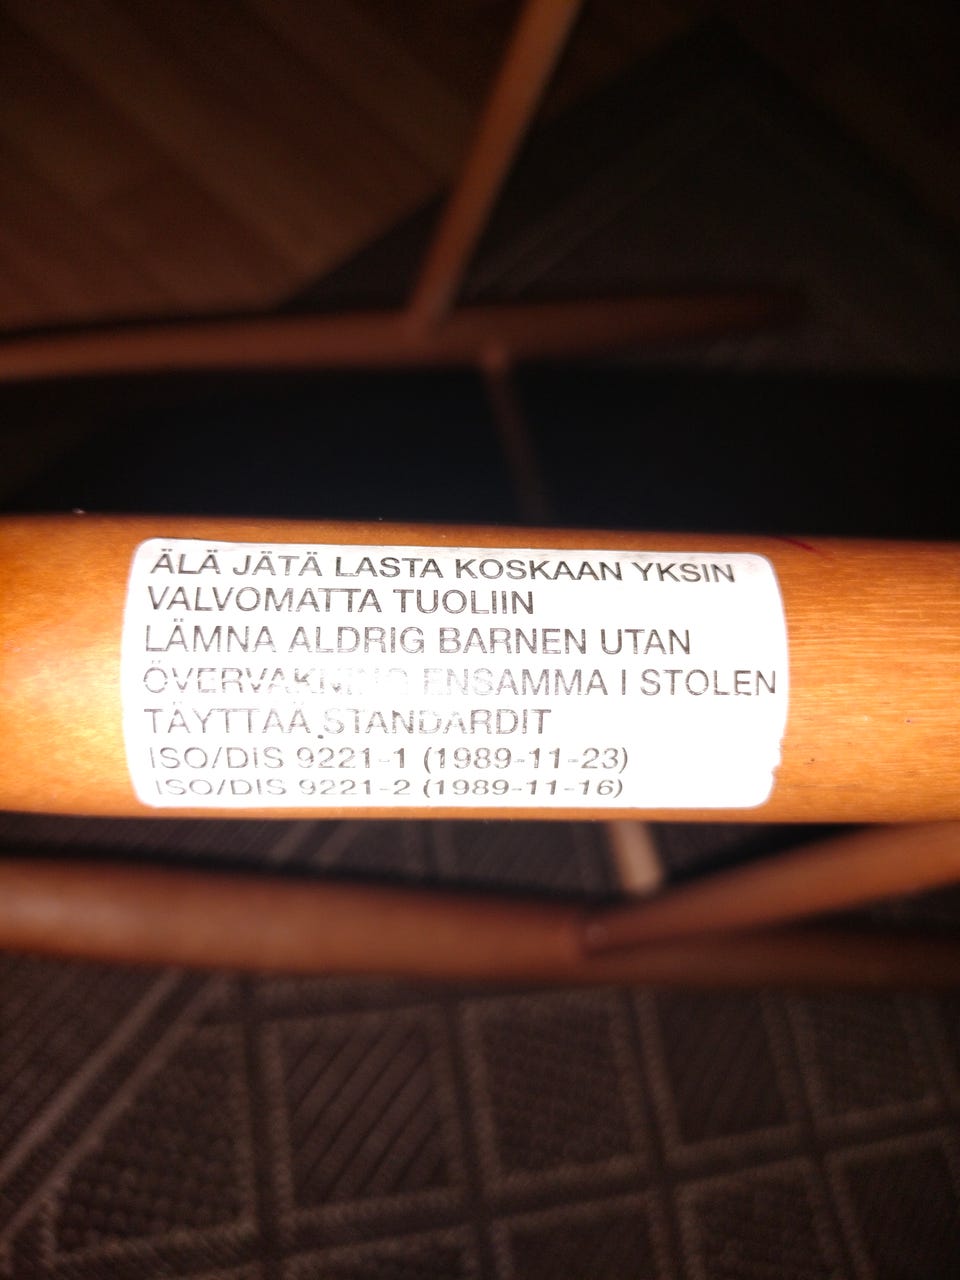 ÄLÄ JÄTÄ LASTA KOSKAAN YKSIN
VALVOMATTA TUOLIIN
LÄMNA ALDRIG BARNEN UTAN
ÖVERVAKNING ENSAMMA I STOLEN
TÄYTTÄÄ STANDARDIT
ISO/DIS 9221-1 (1989-11-23)
ISO/DIS 9221-2 (1989-11-16)